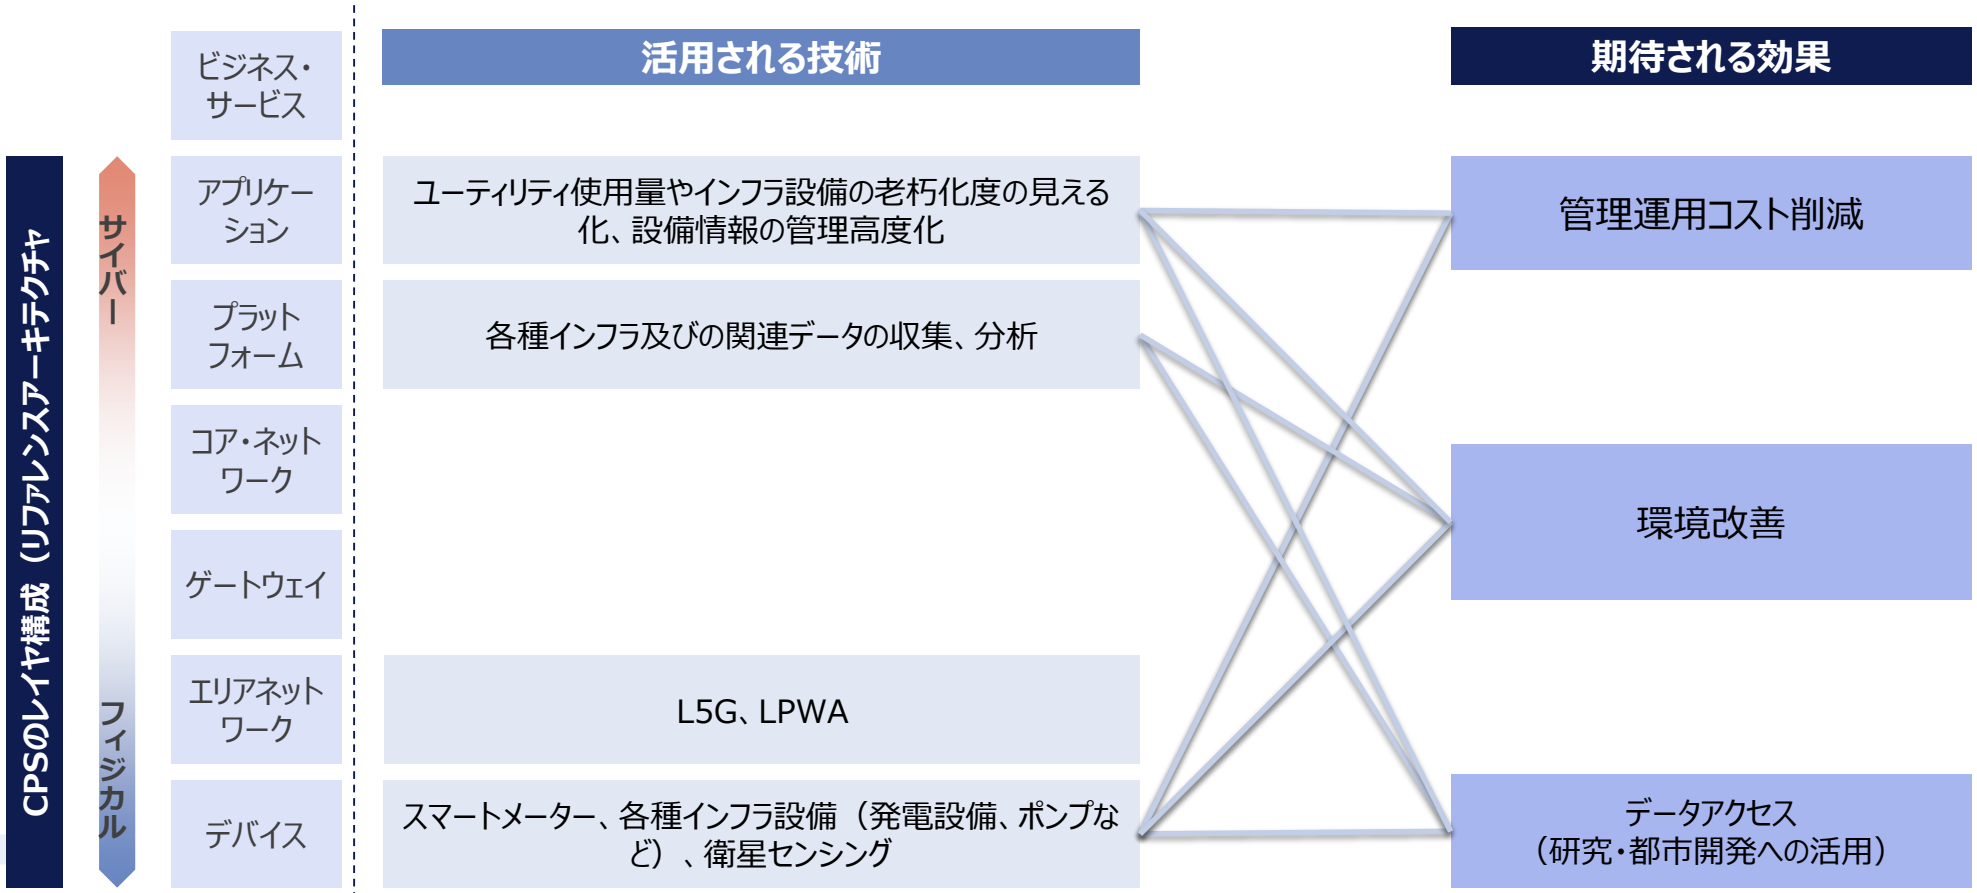 活用される技術
期待される効果
CPSのレイヤ構成（リファレンスアーキテクチャ
サイバー
フィジカル
ビジネス・
サービス
アプリケー
ション
ユーティリティ使用量やインフラ設備の老朽化度の見える
化、設備情報の管理高度化
管理運用コスト削減
プラット
フォーム
各種インフラ及びの関連データの収集、分析
コア・ネット
ワーク
環境改善
ゲートウェイ
エリアネット
ワーク
L5G、LPWA
デバイス
スマートメーター、各種インフラ設備（発電設備、ポンプな
ど）、衛星センシング
データアクセス
（研究・都市開発への活用）